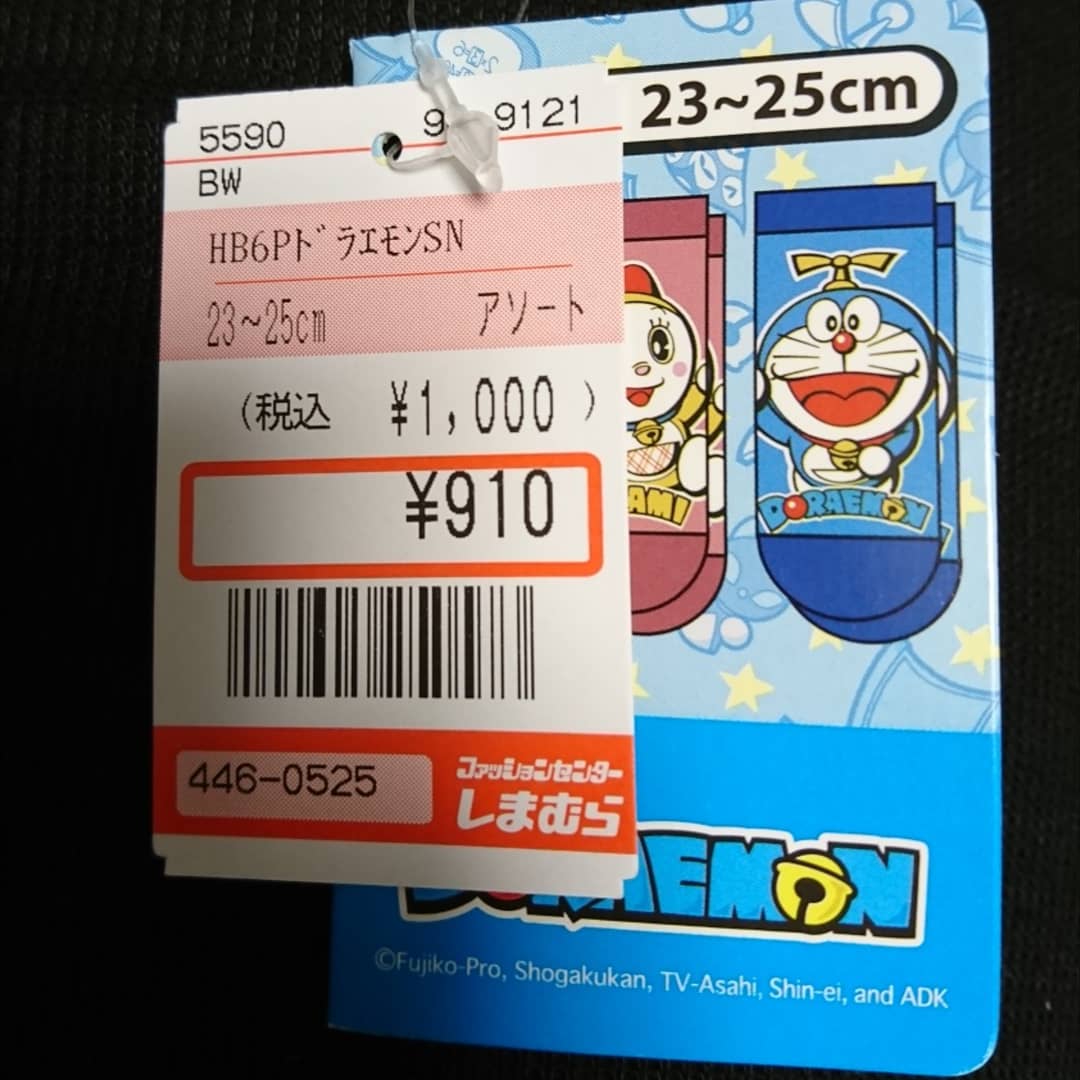 5590
9121
BW
HB6PドラエモンSN
23~25cm アソート
(税込 ¥1,000)
¥910
446-0525
ファッションセンター
しまむら
23~25cm
AMI
DORAEMON
DORAEMON
©Fujiko-Pro, Shogakukan, TV-Asahi, Shin-ei, and ADK